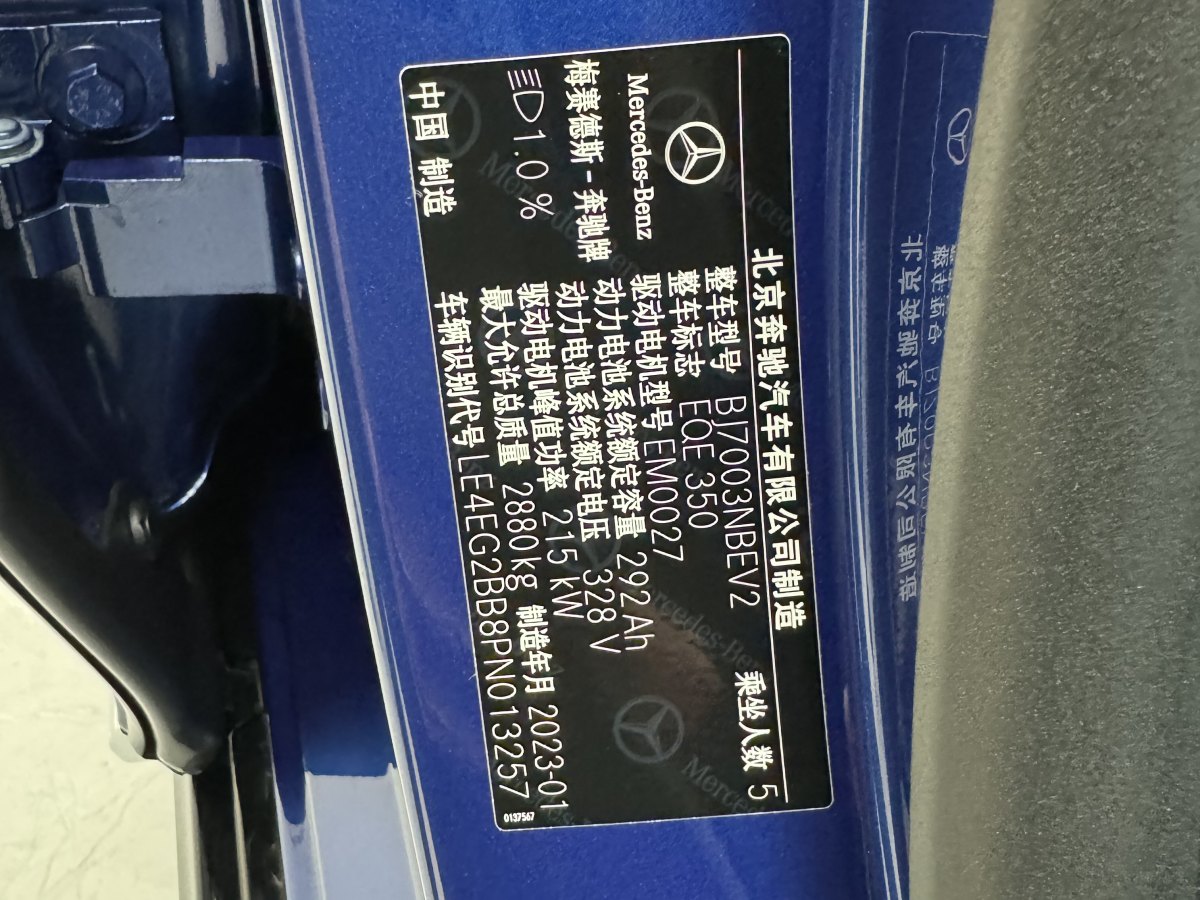 北京奔驰汽车有限公司制造
Mercedes-Benz
梅赛德斯-奔驰牌
1.0%
中国 制造
整车型号 BJ7003NBEV2 乘坐人数 5
整车标志 EQE 350
驱动电机型号 EM0027
动力电池系统额定容量 292Ah
动力电池系统额定电压 328 V
驱动电机峰值功率 215 kW
最大允许总质量 2880kg 制造年月 2023-01
车辆识别代号 LE4EG2BB8PN013257
0137567